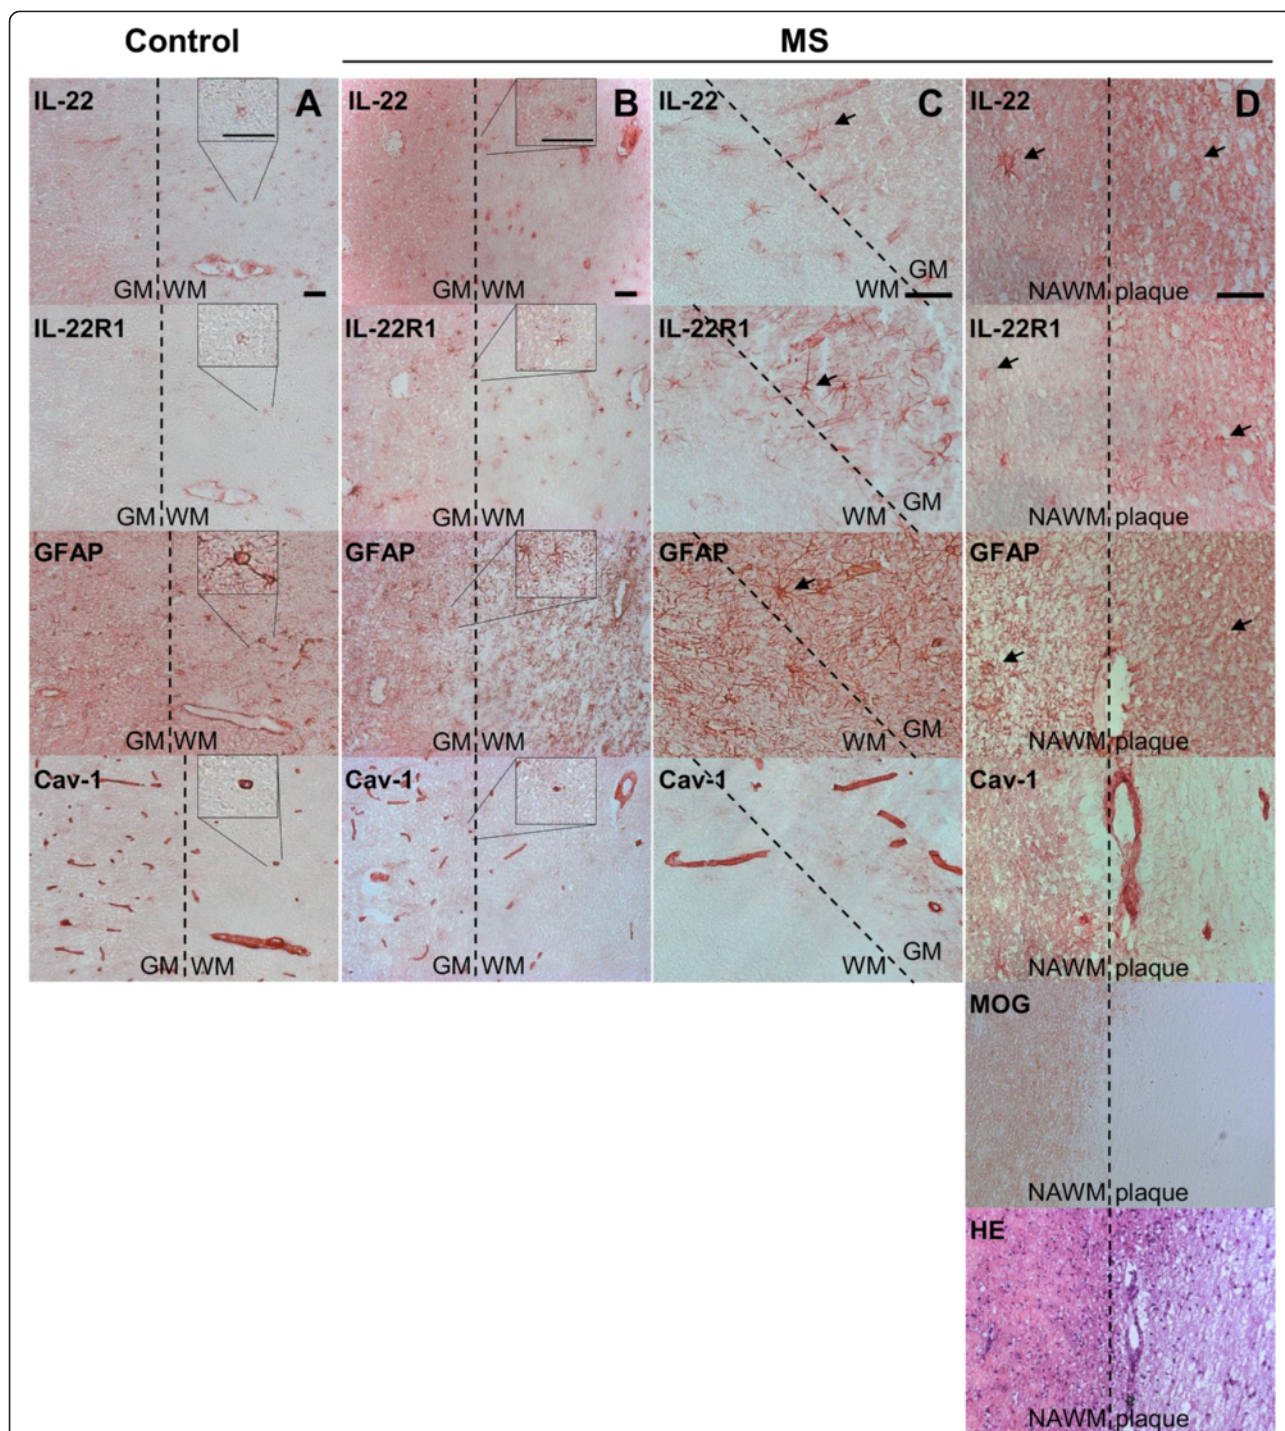 Control
MS
IL-22
A
IL-22
B
IL-22
C
IL-22
D
GM WM
GM WM
WM GM
NAWM plaque
IL-22R1
IL-22R1
IL-22R1
IL-22R1
GM WM
GM WM
WM GM
NAWM plaque
GFAP
GFAP
GFAP
GFAP
GM WM
GM WM
WM GM
NAWM plaque
Cav-1
Cav-1
Cav-1
Cav-1
GM WM
GM WM
WM GM
NAWM plaque
MOG
NAWM plaque
HE
NAWM plaque